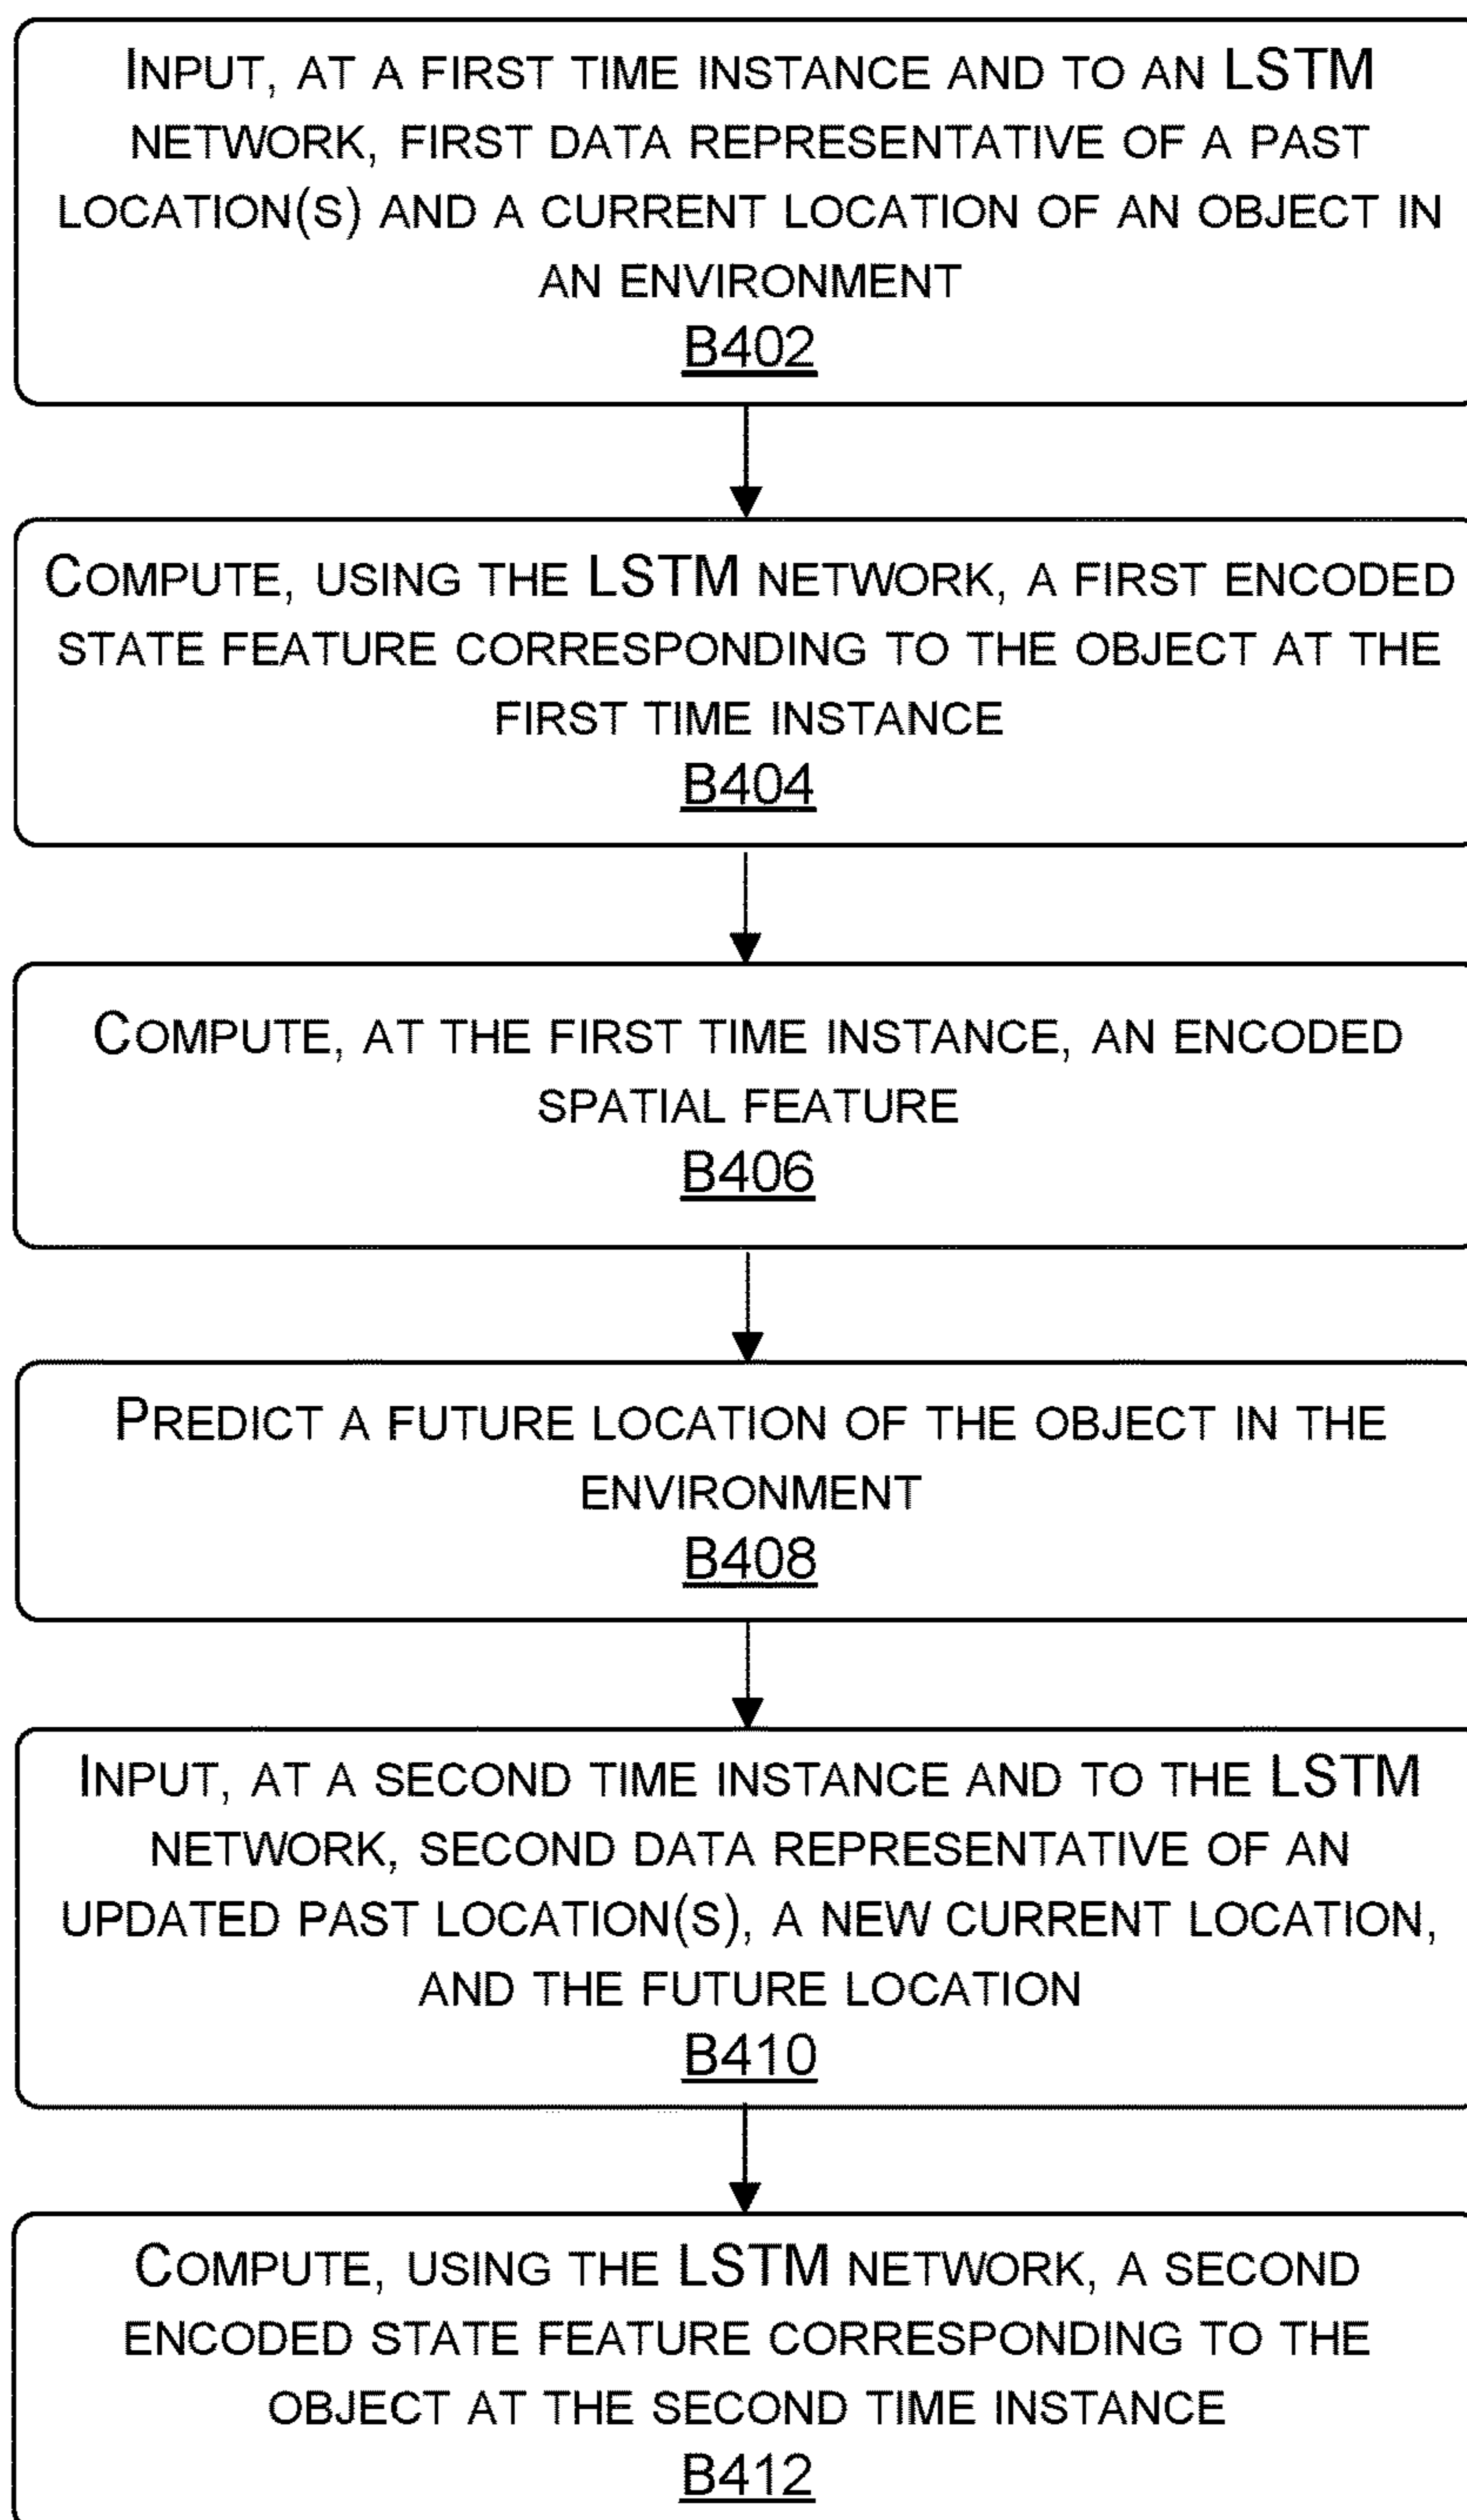 INPUT, AT A FIRST TIME INSTANCE AND TO AN LSTM
NETWORK, FIRST DATA REPRESENTATIVE OF A PAST
LOCATION(S) AND A CURRENT LOCATION OF AN OBJECT IN
AN ENVIRONMENT
B402
COMPUTE, USING THE LSTM NETWORK, A FIRST ENCODED
STATE FEATURE CORRESPONDING TO THE OBJECT AT THE
FIRST TIME INSTANCE
B404
COMPUTE, AT THE FIRST TIME INSTANCE, AN ENCODED
SPATIAL FEATURE
B406
PREDICT A FUTURE LOCATION OF THE OBJECT IN THE
ENVIRONMENT
B408
INPUT, AT A SECOND TIME INSTANCE AND TO THE LSTM
NETWORK, SECOND DATA REPRESENTATIVE OF AN
UPDATED PAST LOCATION(S), A NEW CURRENT LOCATION,
AND THE FUTURE LOCATION
B410
COMPUTE, USING THE LSTM NETWORK, A SECOND
ENCODED STATE FEATURE CORRESPONDING TO THE
OBJECT AT THE SECOND TIME INSTANCE
B412